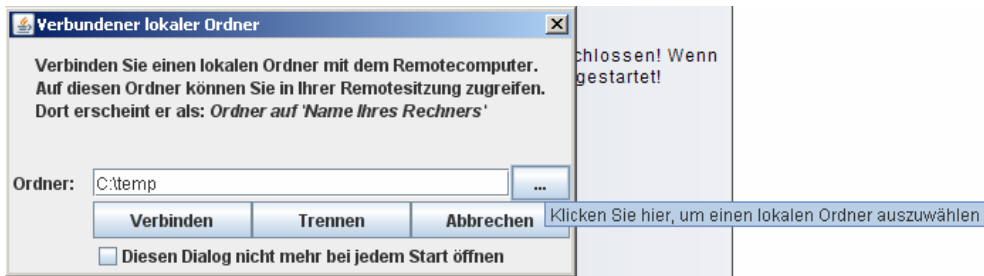 Verbundener lokaler Ordner
chlossen! Wenn
gestartet!
Verbinden Sie einen lokalen Ordner mit dem Remotecomputer.
Auf diesen Ordner können Sie in Ihrer Remotesitzung zugreifen.
Dort erscheint er als: Ordner auf 'Name Ihres Rechners'
Ordner: C:\temp ...
Verbinden Trennen Abbrechen
Klicken Sie hier, um einen lokalen Ordner auszuwählen
Diesen Dialog nicht mehr bei jedem Start öffnen